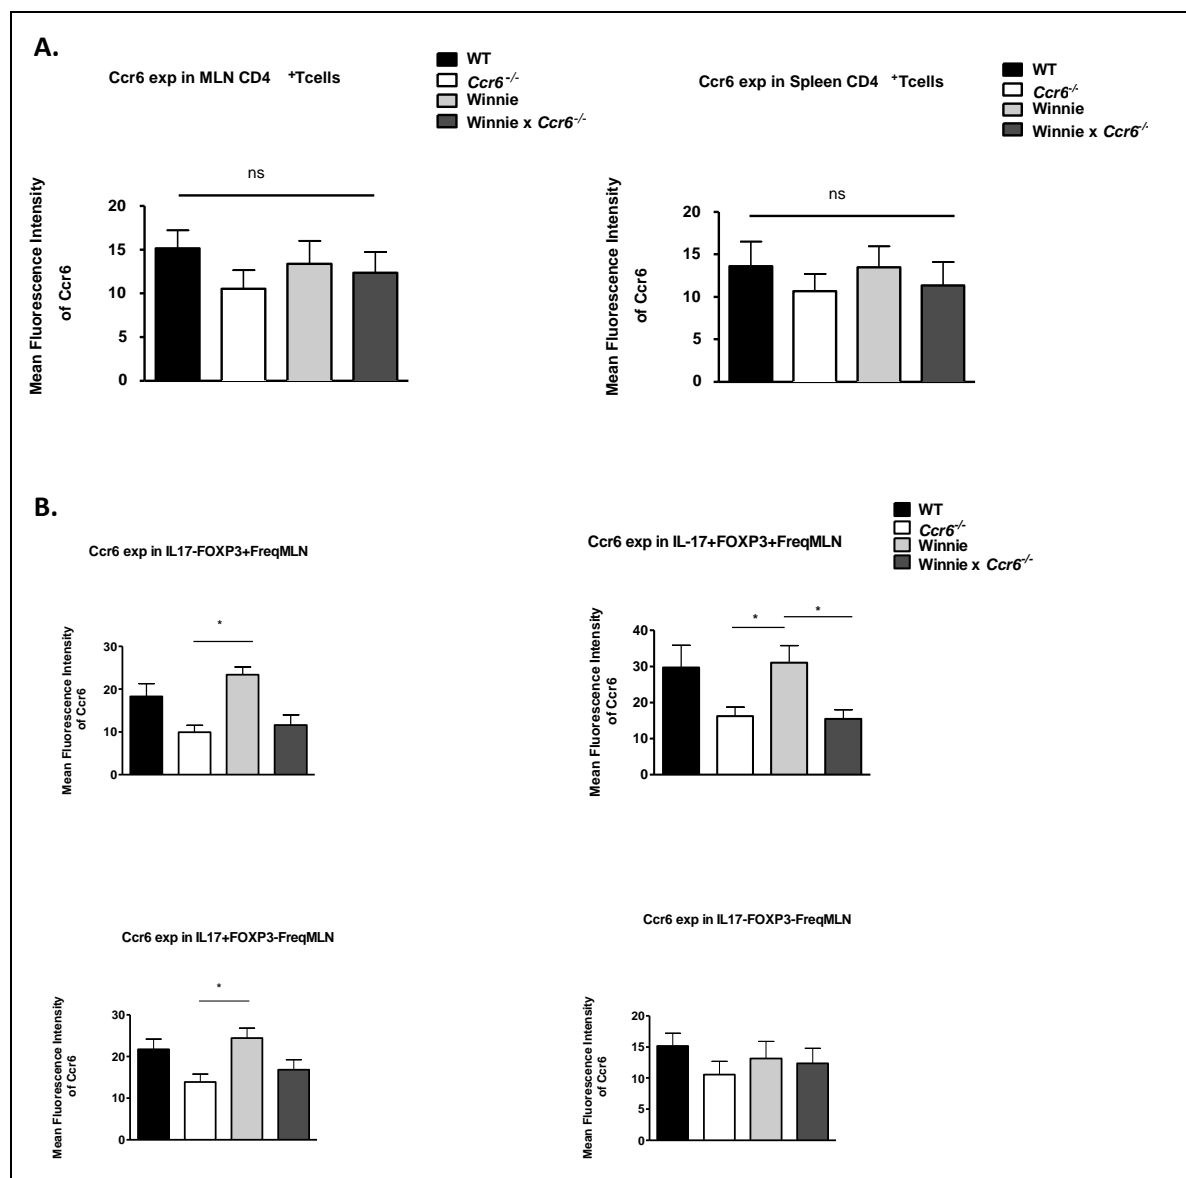 A.
Ccr6 exp in MLN CD4 +Tcells
WT
Ccr6-/-
Winnie
Winnie x Ccr6-/-
ns
Mean Fluorescence Intensity
of Ccr6
20
15
10
5
0
Ccr6 exp in Spleen CD4 +Tcells
WT
Ccr6-/-
Winnie
Winnie x Ccr6-/-
ns
Mean Fluorescence Intensity
of Ccr6
20
15
10
5
0
B.
WT
Ccr6-/-
Winnie
Winnie x Ccr6-/-
Ccr6 exp in IL17-FOXP3+FreqMLN
*
Mean Fluorescence Intensity
of Ccr6
30
20
10
0
Ccr6 exp in IL-17+FOXP3+FreqMLN
* *
Mean Fluorescence Intensity
of Ccr6
40
30
20
10
0
Ccr6 exp in IL17+FOXP3-FreqMLN
*
Mean Fluorescence Intensity
of Ccr6
30
20
10
0
Ccr6 exp in IL17-FOXP3-FreqMLN
Mean Fluorescence Intensity
of Ccr6
20
15
10
5
0